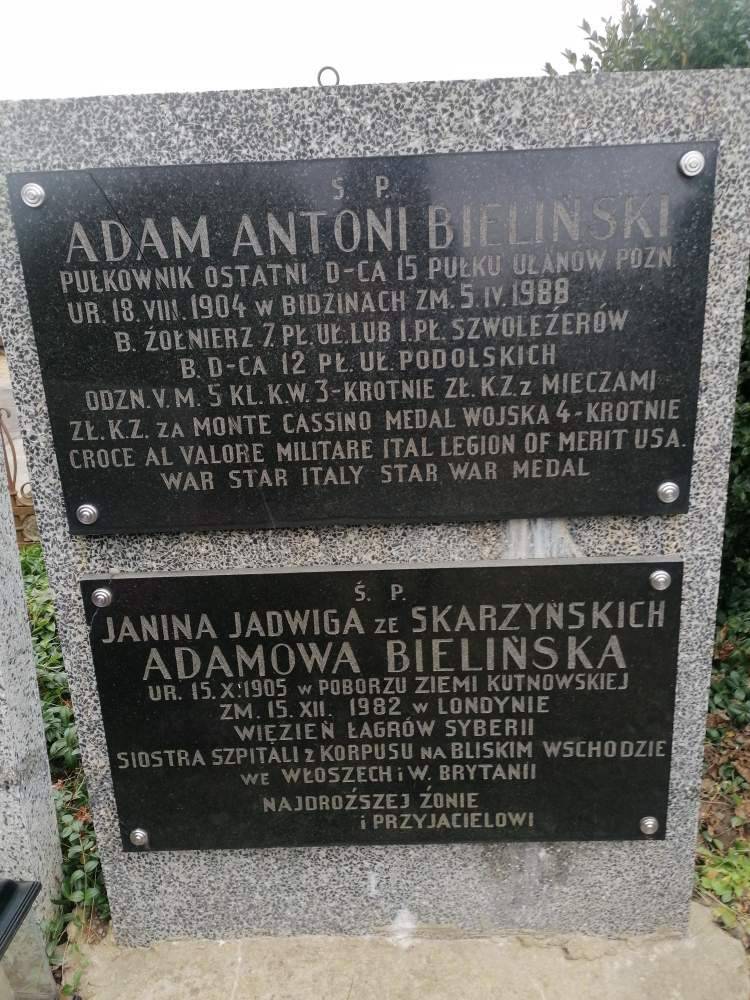 Ś. P.
ADAM ANTONI BIELIŃSKI
PUŁKOWNIK OSTATNI D-CA 15 PUŁKU UŁANÓW POZN.
UR. 18. VIII. 1904 W BIDZINACH ZM. 5. IV. 1988
B. ŻOŁNIERZ 7. PŁ. UŁ. LUB 1. PŁ. SZWOLEŻERÓW
B. D-CA 12 PŁ. UŁ. PODOLSKICH
ODZN. V. M. 5 KL. K.W. 3-KROTNIE ZŁ. K.Z. Z MIECZAMI
ZŁ. K.Z. ZA MONTE CASSINO MEDAL WOJSKA 4-KROTNIE
CROCE AL VALORE MILITARE ITAL LEGION OF MERIT USA.
WAR STAR ITALY STAR WAR MEDAL
Ś. P.
JANINA JADWIGA ZE SKARZYŃSKICH
ADAMOWA BIELIŃSKA
UR. 15. X. 1905 W POBORZU ZIEMI KUTNOWSKIEJ
ZM. 15. XII. 1982 W LONDYNIE
WIĘZIEŃ ŁAGRÓW SYBERII
SIOSTRA SZPITALI 2 KORPUSU NA BLISKIM WSCHODZIE
WE WŁOSZECH I W. BRYTANII
NAJDROŻSZEJ ŻONIE
I PRZYJACIELOWI